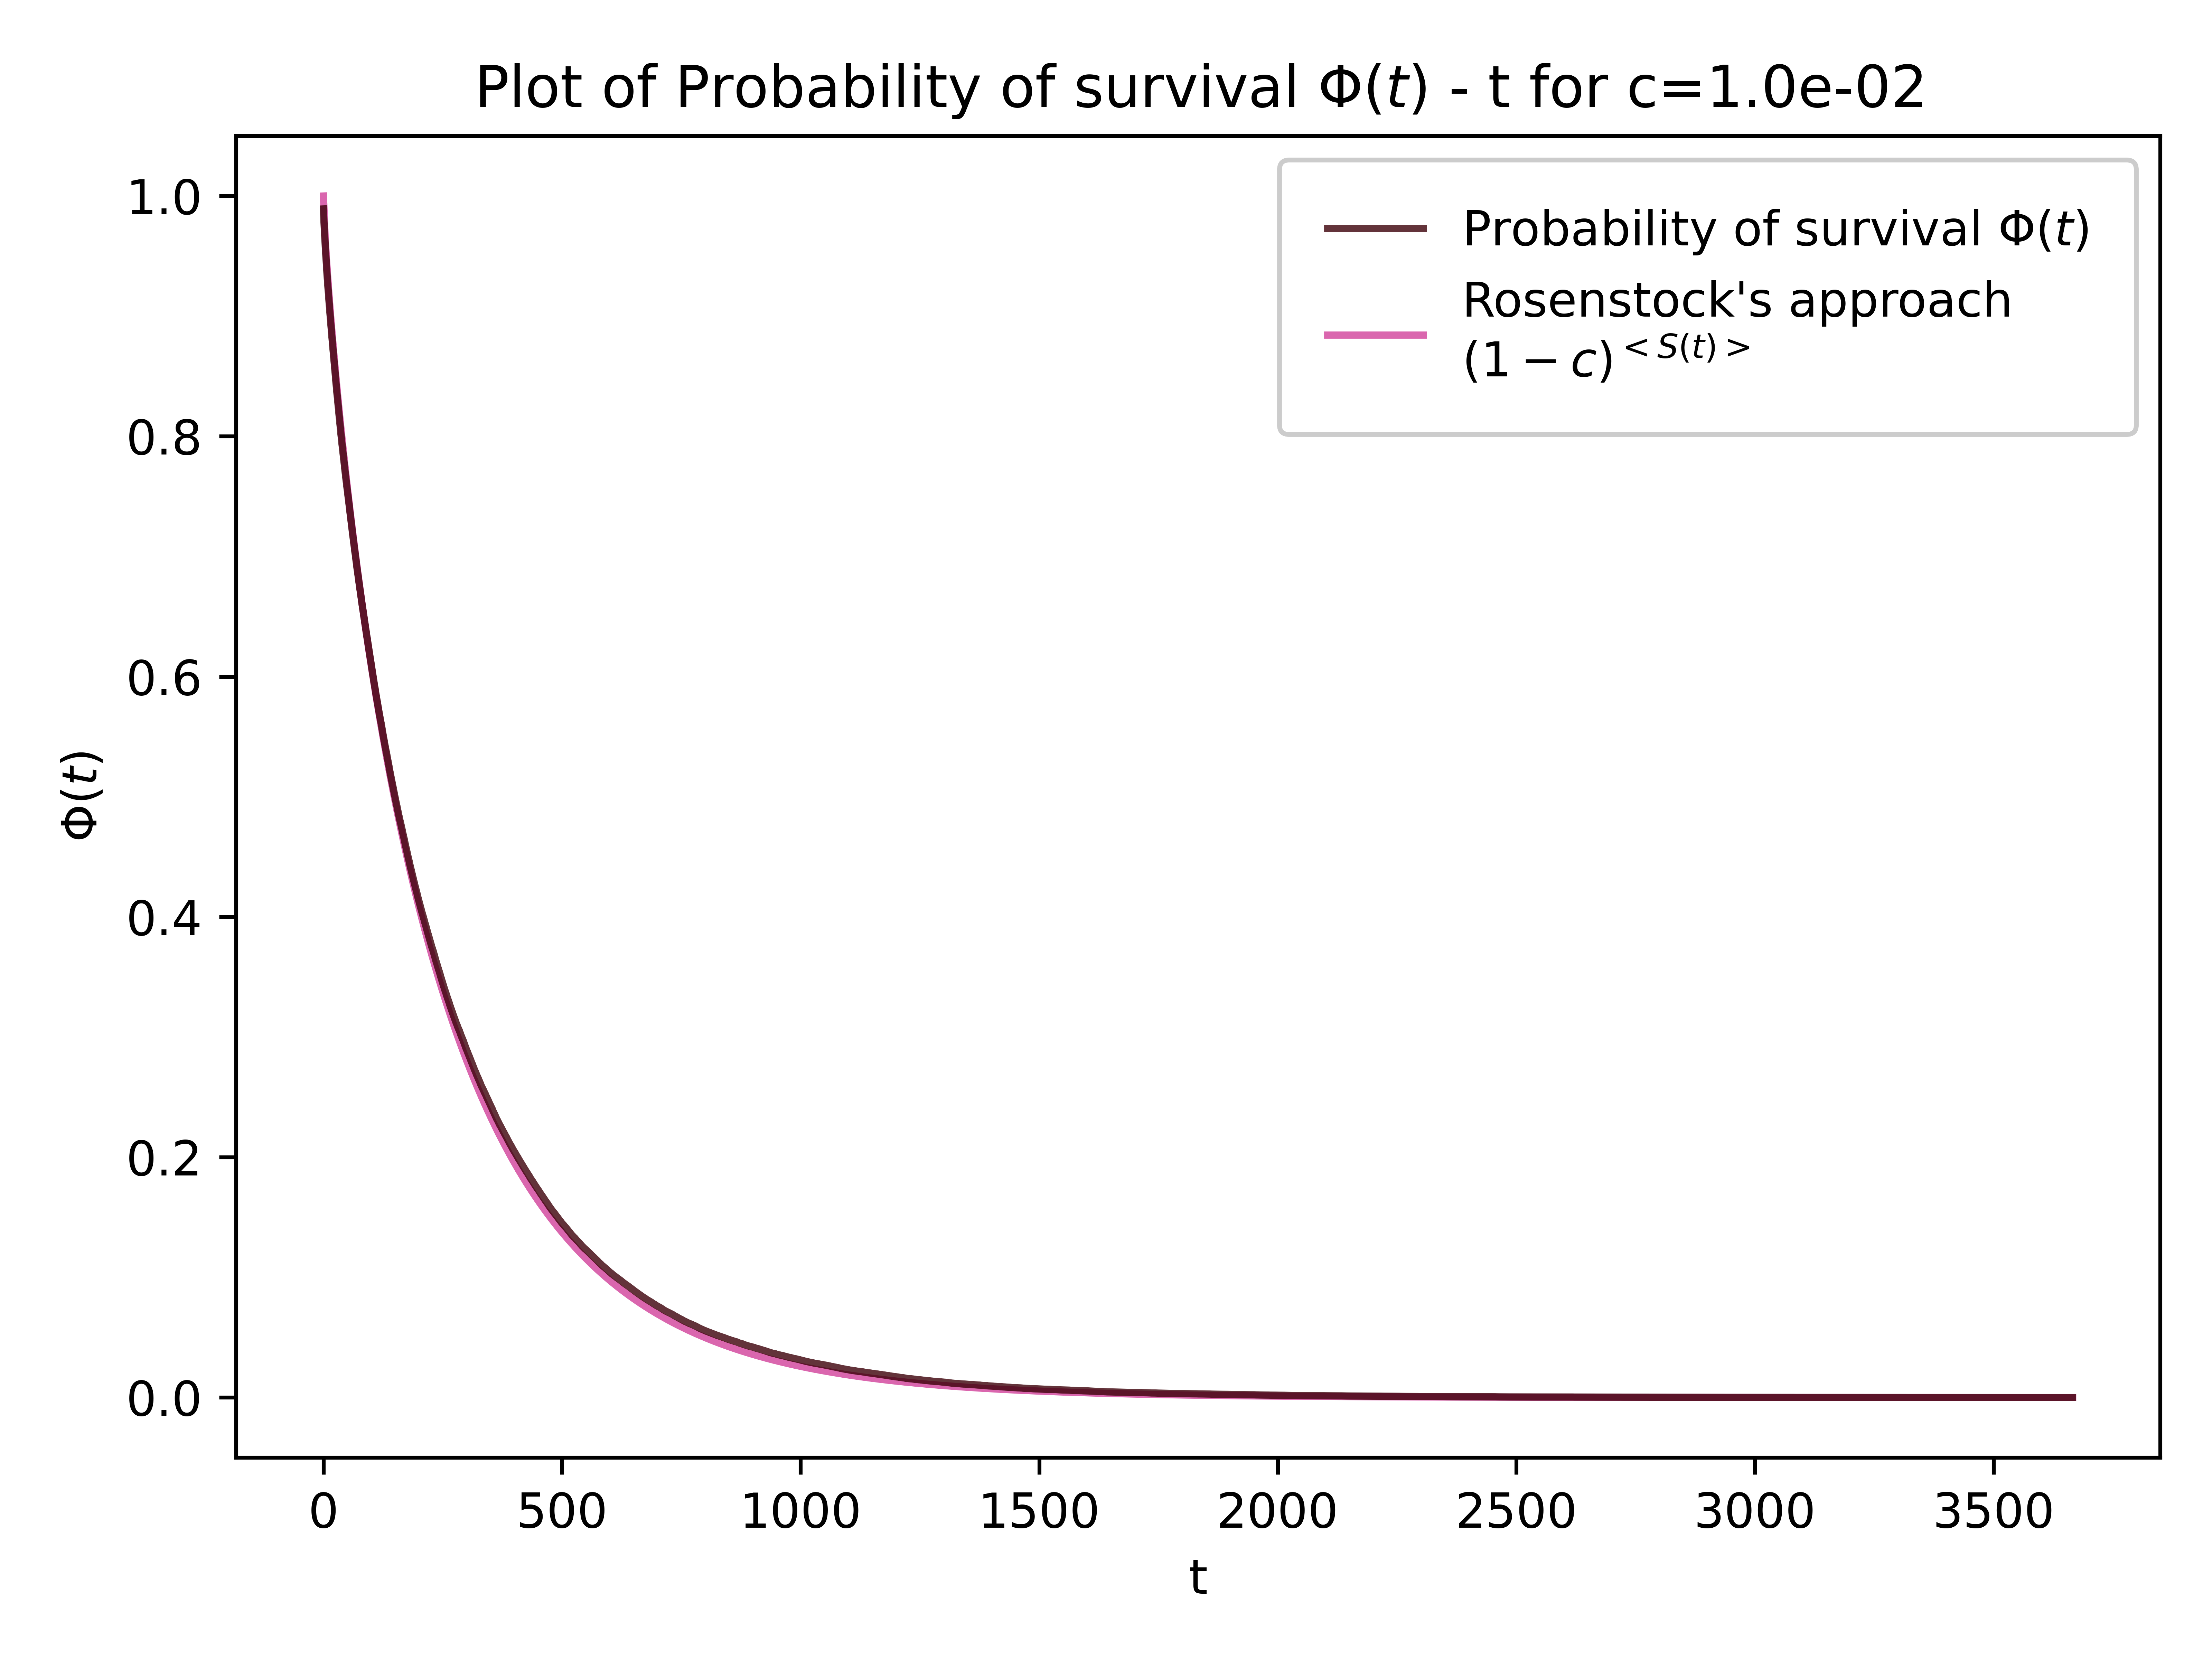 Plot of Probability of survival Φ(t) - t for c=1.0e-02
Probability of survival Φ(t)
Rosenstock's approach
(1 − c)^{<S(t)>}
Φ(t)
1.0
0.8
0.6
0.4
0.2
0.0
0 500 1000 1500 2000 2500 3000 3500
t